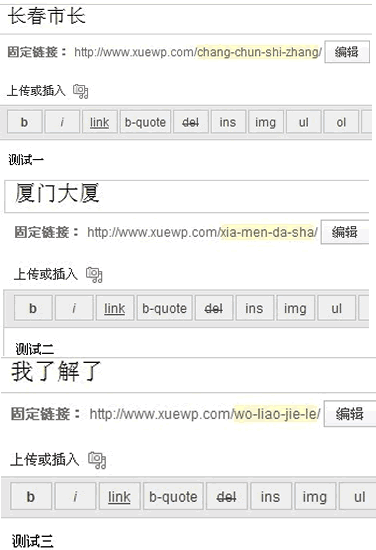 长春市长
固定链接： http://www.xuewp.com/chang-chun-shi-zhang/ 编辑
上传或插入
b i link b-quote del ins img ul ol
测试一
厦门大厦
固定链接： http://www.xuewp.com/xia-men-da-sha/ 编辑
上传或插入
b i link b-quote del ins img ul
测试二
我了解了
固定链接： http://www.xuewp.com/wo-liao-jie-le/ 编辑
上传或插入
b i link b-quote del ins img ul
测试三